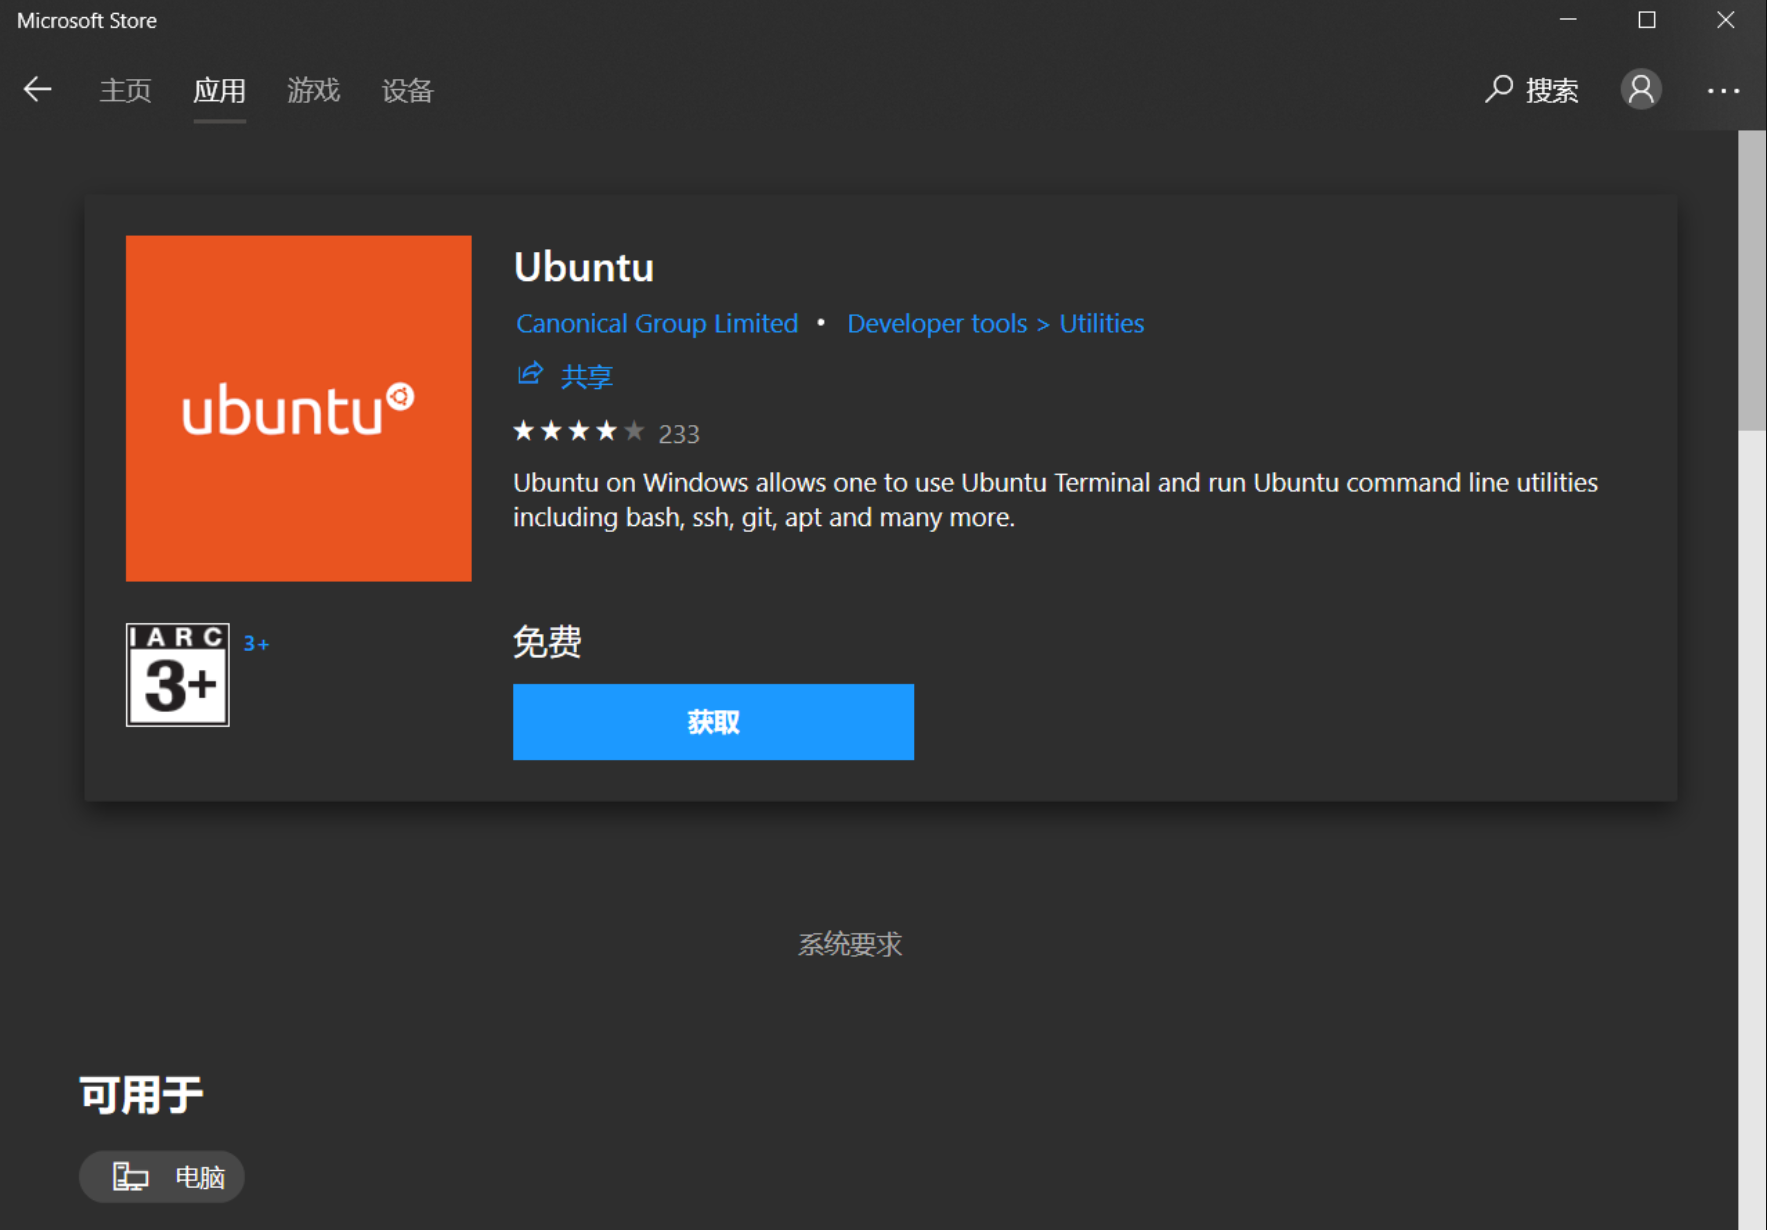 Microsoft Store
主页 应用 游戏 设备 搜索
ubuntu
Ubuntu
Canonical Group Limited • Developer tools > Utilities
共享
233
Ubuntu on Windows allows one to use Ubuntu Terminal and run Ubuntu command line utilities
including bash, ssh, git, apt and many more.
IARC
3+
3+
免费
获取
系统要求
可用于
电脑